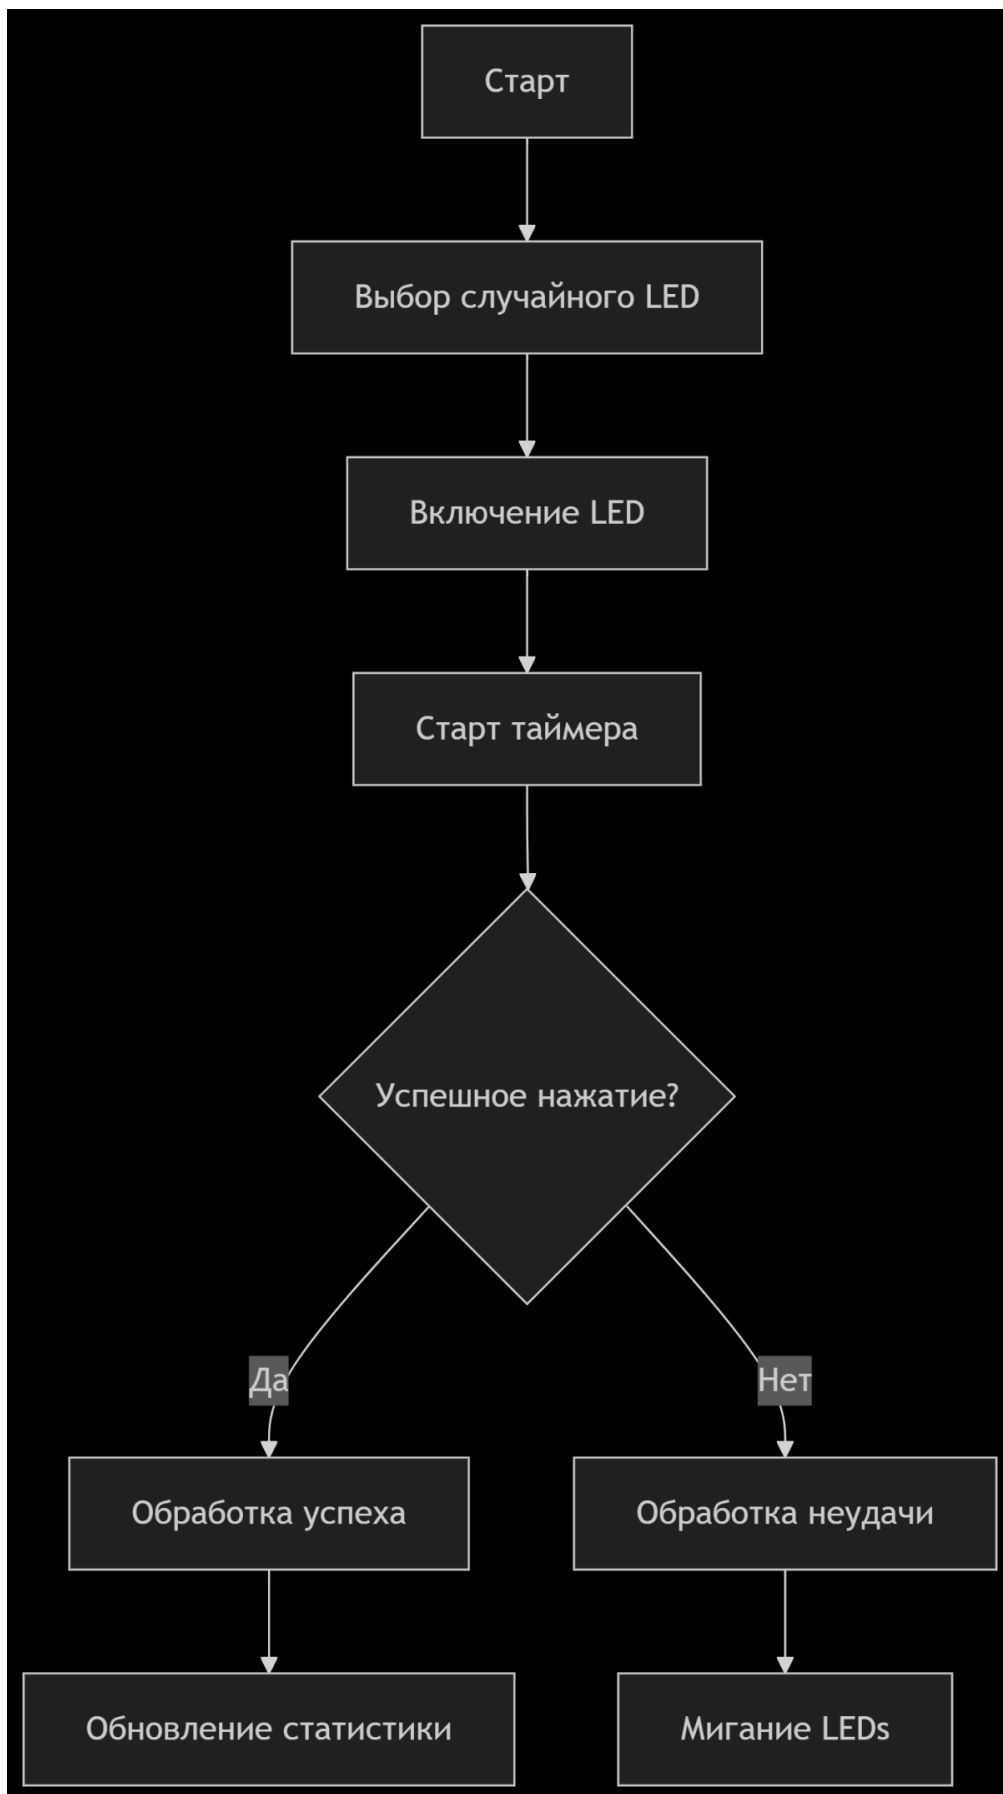 Старт
Выбор случайного LED
Включение LED
Старт таймера
Успешное нажатие?
Да
Нет
Обработка успеха
Обработка неудачи
Обновление статистики
Мигание LEDs